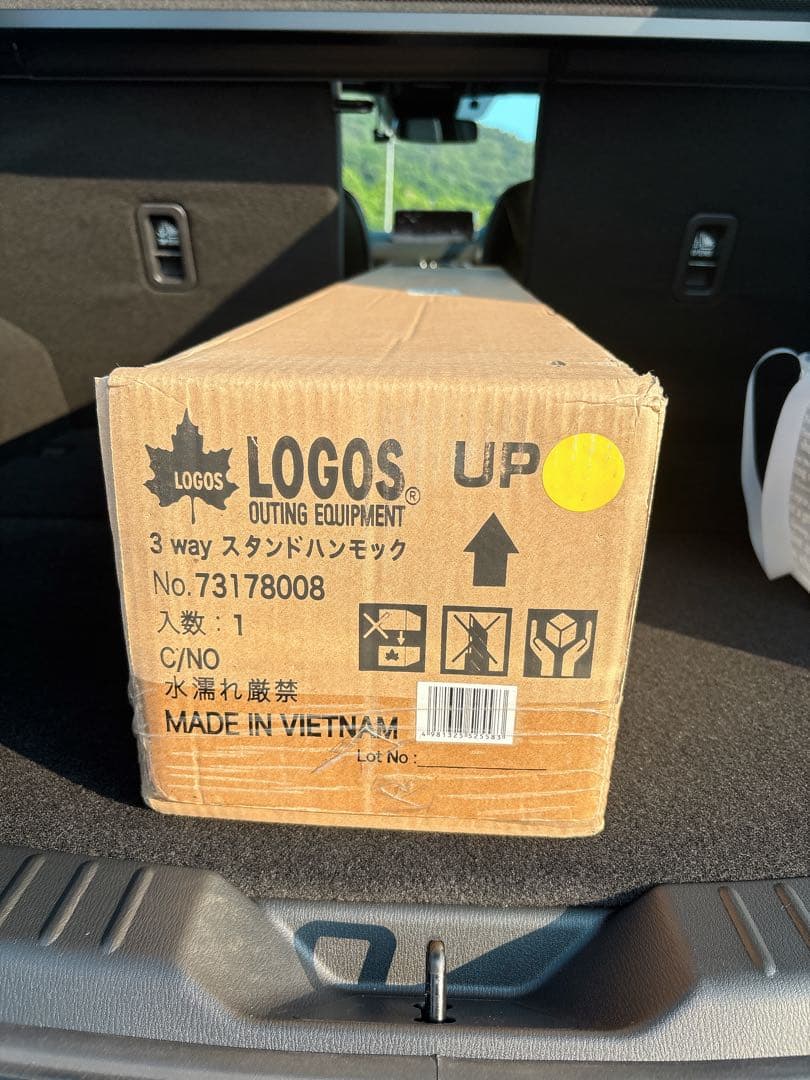 LOGOS
LOGOS®
OUTING EQUIPMENT
UP
3 way スタンドハンモック
No.73178008
入数：1
C/NO
水濡れ厳禁
MADE IN VIETNAM
4981325525583
Lot No :